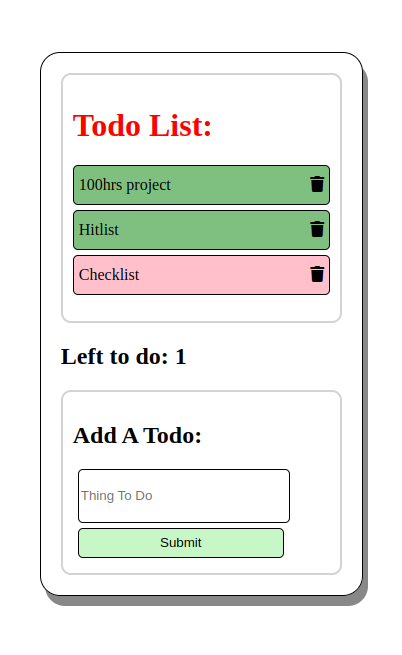 Todo List:
100hrs project
Hitlist
Checklist
Left to do: 1
Add A Todo:
Thing To Do
Submit